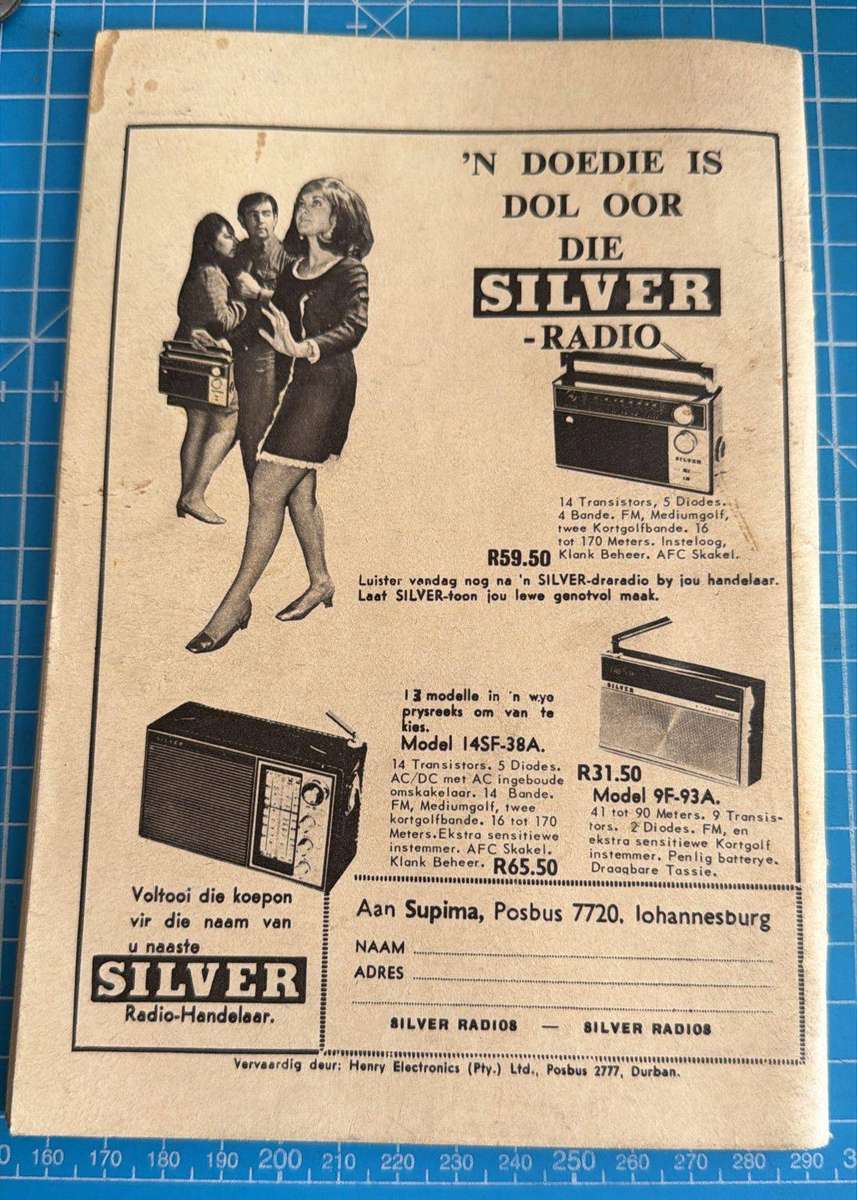 'N DOEDIE IS
DOL OOR
DIE
SILVER
-RADIO
14 Transistors, 5 Diodes.
4 Bande. FM, Mediumgolf,
twee Kortgolfbande. 16
tot 170 Meters. Insteloog,
R59.50 Klank Beheer. AFC Skakel.
Luister vandag nog na 'n SILVER-draradio by jou handelaar.
Laat SILVER-toon jou lewe genotvol maak.
13 modelle in 'n wye
prysreeks om van te
kies.
Model 14SF-38A.
14 Transistors. 5 Diodes.
AC/DC met AC ingeboude
omskakelaar. 14 Bande.
FM, Mediumgolf, twee
kortgolfbande. 16 tot 170
Meters. Ekstra sensitiewe
instemmer. AFC Skakel.
Klank Beheer. R65.50
SILVER
R31.50
Model 9F-93A.
41 tot 90 Meters. 9 Transis-
tors. 2 Diodes. FM, en
ekstra sensitiewe Kortgolf
instemmer. Penlig batterye.
Draagbare Tassie.
Voltooi die koepon
vir die naam van
u naaste
SILVER
Radio-Handelaar.
Aan Supima, Posbus 7720, Iohannesburg
NAAM
ADRES
SILVER RADIOS — SILVER RADIOS
Vervaardig deur: Henry Electronics (Pty.) Ltd., Posbus 2777, Durban.
160 170 180 190 200 210 220 230 240 250 260 270 280 290